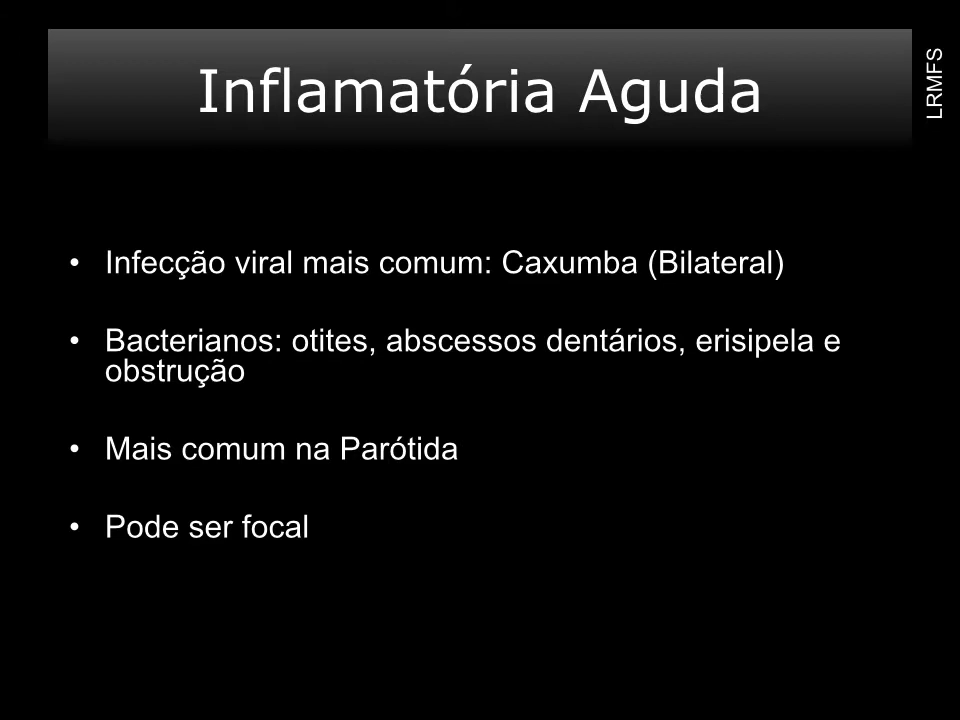 Inflamatória Aguda
LRMFS
• Infecção viral mais comum: Caxumba (Bilateral)
• Bacterianos: otites, abscessos dentários, erisipela e
obstrução
• Mais comum na Parótida
• Pode ser focal